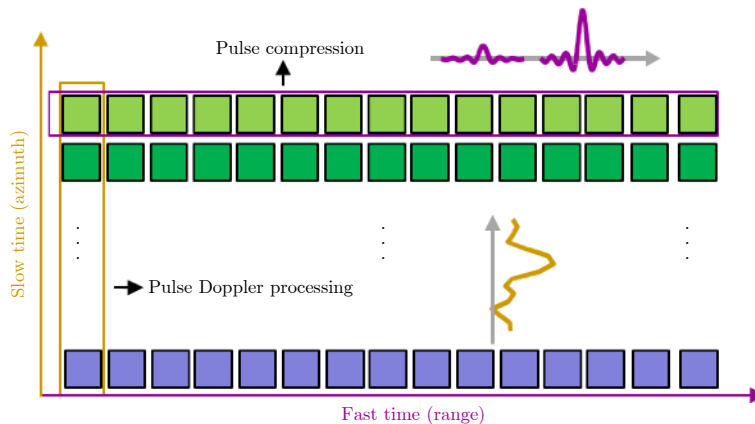 Pulse compression
Slow time (azimuth)
Pulse Doppler processing
Fast time (range)